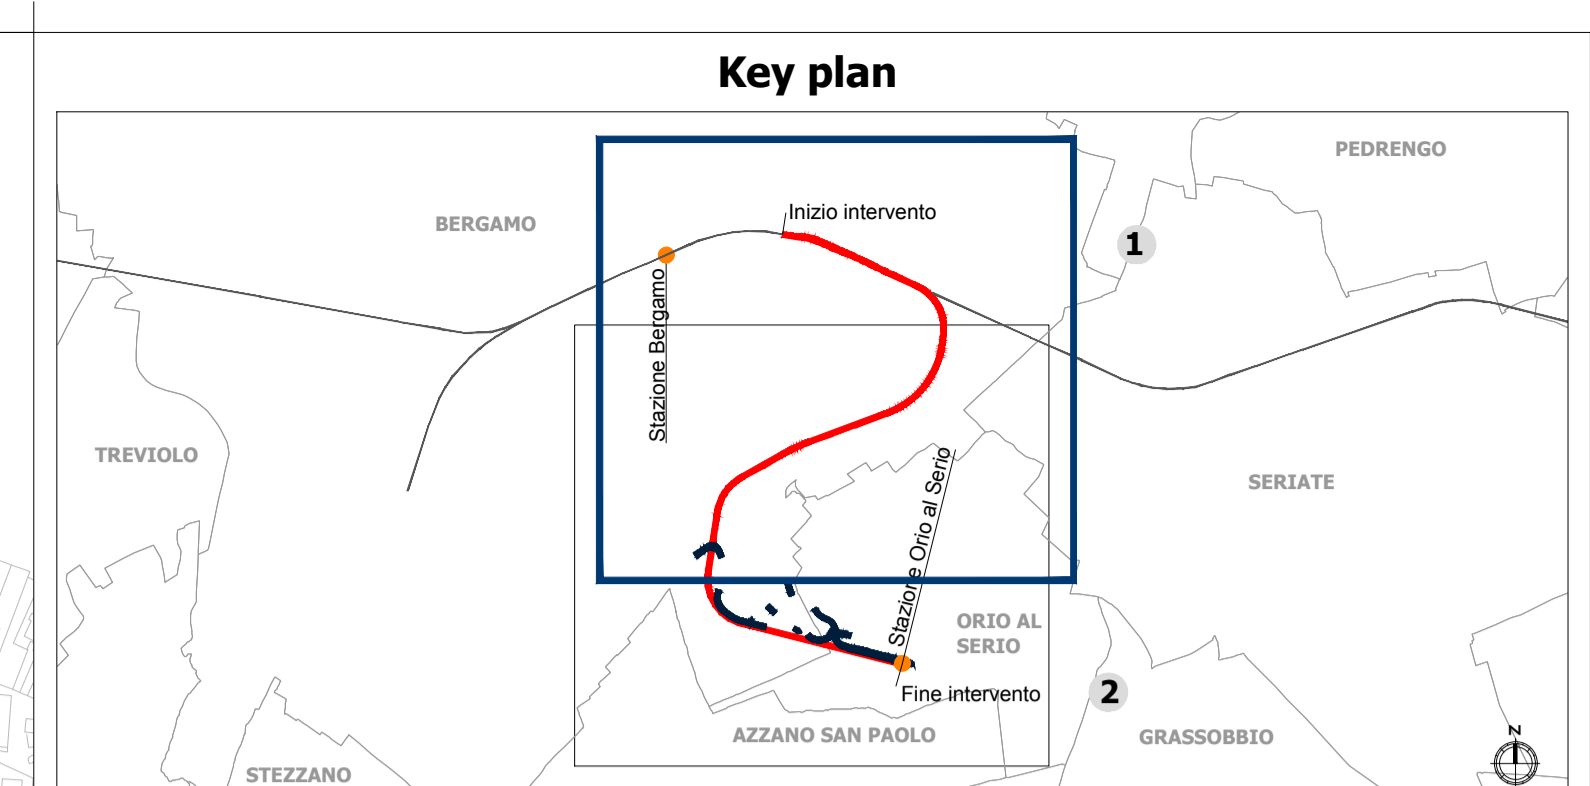 Key plan
PEDRENGO
Inizio intervento
BERGAMO
1
Stazione Bergamo
TREVIOLO
Stazione Orio al Serio
SERIATE
ORIO AL
SERIO
Fine intervento
2
AZZANO SAN PAOLO
GRASSOBBIO
N
STEZZANO